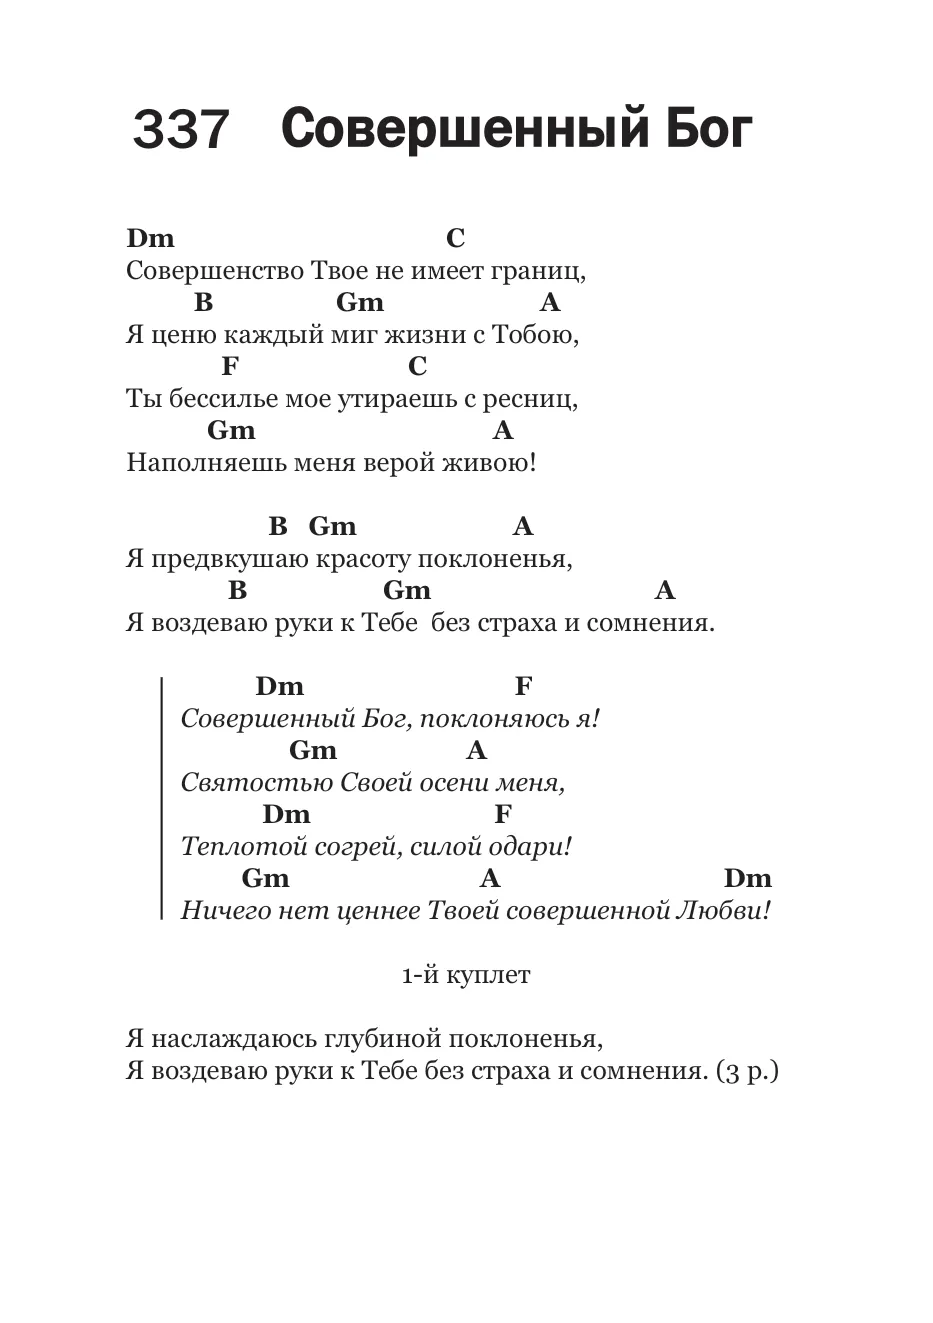 337 Совершенный Бог
Dm C
Совершенство Твое не имеет границ,
B Gm A
Я ценю каждый миг жизни с Тобою,
F C
Ты бессилье мое утираешь с ресниц,
Gm A
Наполняешь меня верой живою!
B Gm A
Я предвкушаю красоту поклоненья,
B Gm A
Я воздеваю руки к Тебе без страха и сомнения.
Dm F
Совершенный Бог, поклоняюсь я!
Gm A
Святостью Своей осени меня,
Dm F
Теплотой согрей, силой одари!
Gm A Dm
Ничего нет ценнее Твоей совершенной Любви!
1-й куплет
Я наслаждаюсь глубиной поклоненья,
Я воздеваю руки к Тебе без страха и сомнения. (3 р.)